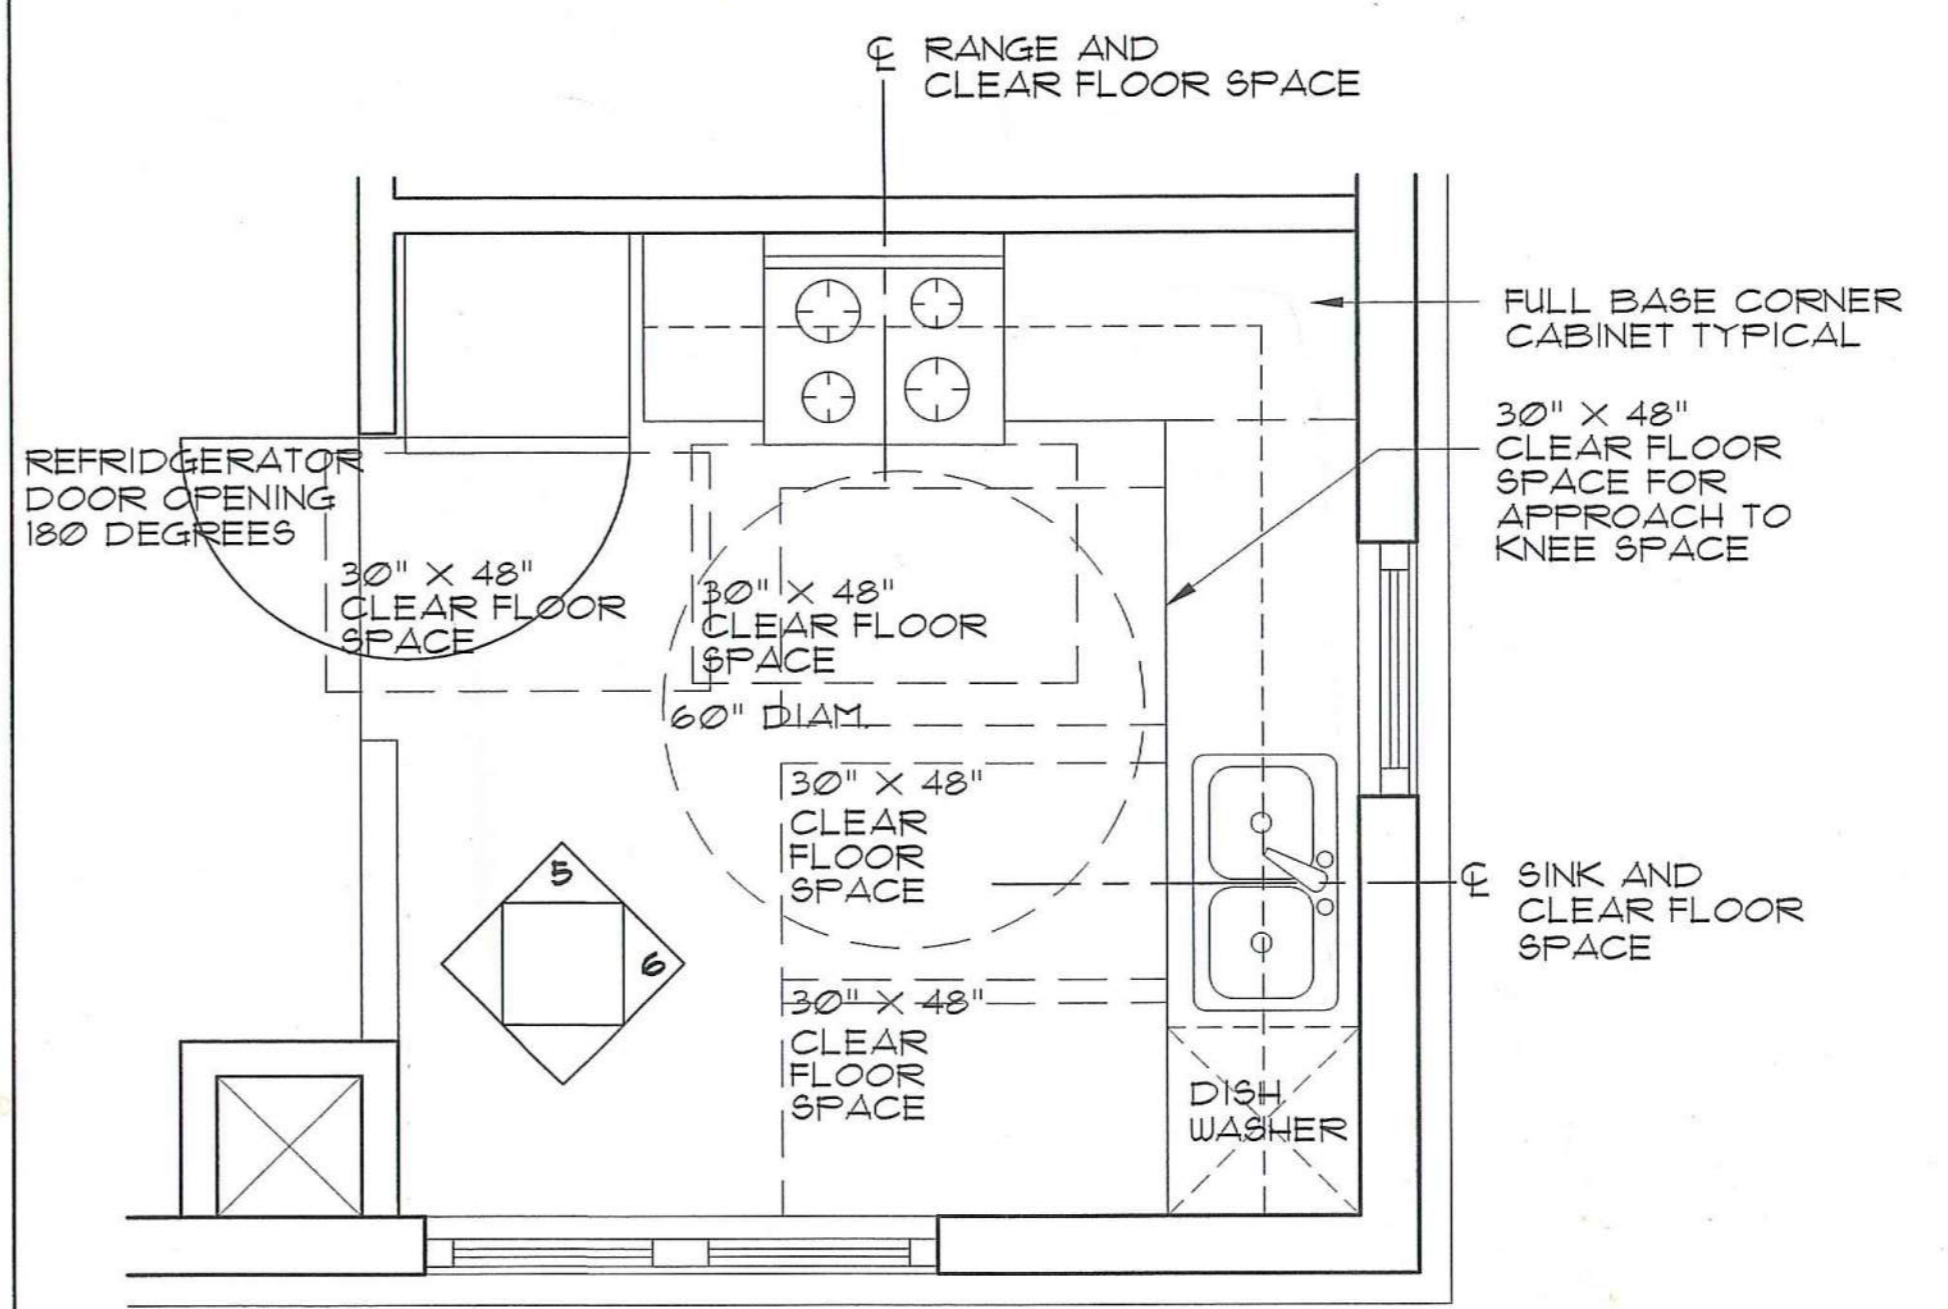 ℄ RANGE AND
CLEAR FLOOR SPACE
FULL BASE CORNER
CABINET TYPICAL
30" X 48"
CLEAR FLOOR
SPACE FOR
APPROACH TO
KNEE SPACE
REFRIDGERATOR
DOOR OPENING
180 DEGREES
30" X 48"
CLEAR FLOOR
SPACE
30" X 48"
CLEAR FLOOR
SPACE
60" DIAM.
30" X 48"
CLEAR
FLOOR
SPACE
5
6
℄ SINK AND
CLEAR FLOOR
SPACE
30" X 48"
CLEAR
FLOOR
SPACE
DISH
WASHER